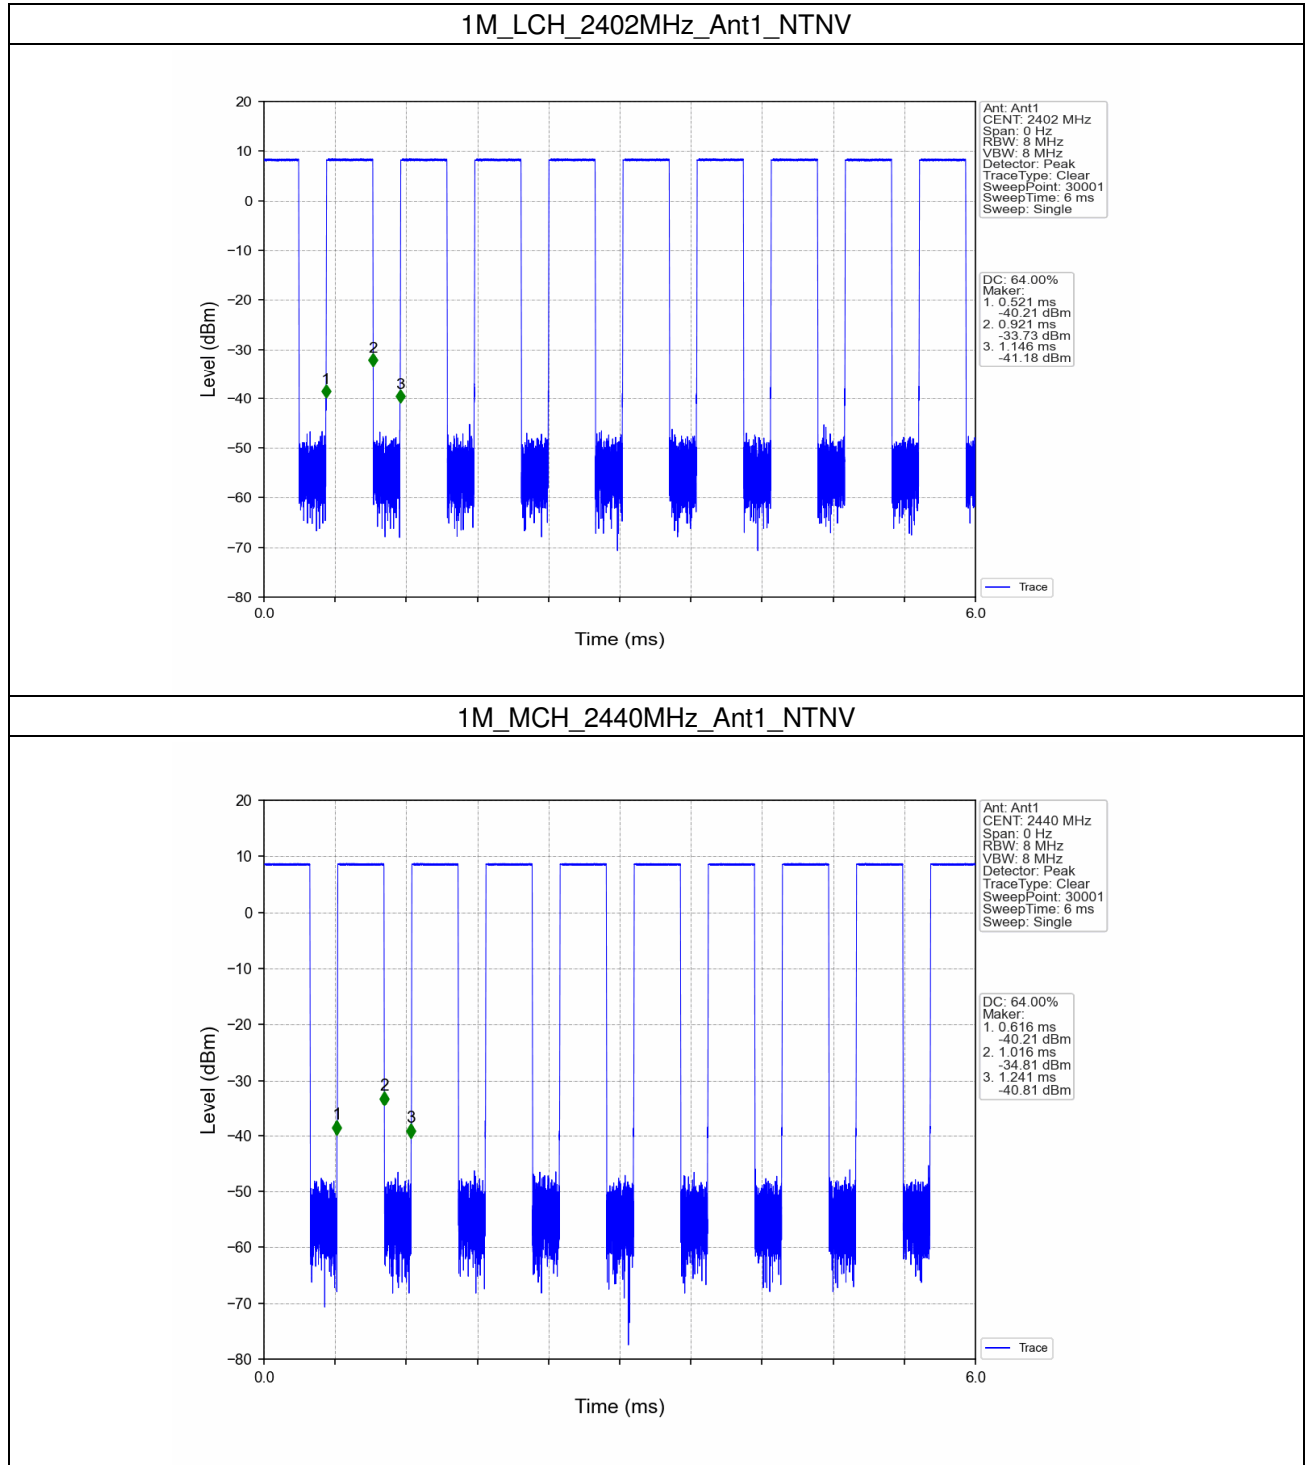 1M_LCH_2402MHz_Ant1_NTNV
20
10
0
−10
−20
−30
−40
−50
−60
−70
−80
Level (dBm)
1
2
3
0.0
6.0
Time (ms)
Ant: Ant1
CENT: 2402 MHz
Span: 0 Hz
RBW: 8 MHz
VBW: 8 MHz
Detector: Peak
TraceType: Clear
SweepPoint: 30001
SweepTime: 6 ms
Sweep: Single
DC: 64.00%
Maker:
1. 0.521 ms
-40.21 dBm
2. 0.921 ms
-33.73 dBm
3. 1.146 ms
-41.18 dBm
Trace
1M_MCH_2440MHz_Ant1_NTNV
20
10
0
−10
−20
−30
−40
−50
−60
−70
−80
Level (dBm)
1
2
3
0.0
6.0
Time (ms)
Ant: Ant1
CENT: 2440 MHz
Span: 0 Hz
RBW: 8 MHz
VBW: 8 MHz
Detector: Peak
TraceType: Clear
SweepPoint: 30001
SweepTime: 6 ms
Sweep: Single
DC: 64.00%
Maker:
1. 0.616 ms
-40.21 dBm
2. 1.016 ms
-34.81 dBm
3. 1.241 ms
-40.81 dBm
Trace